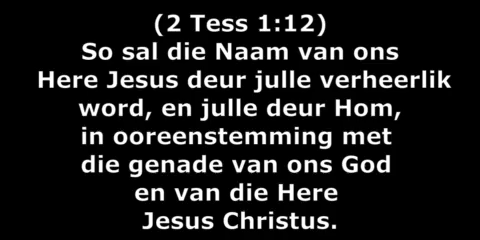 (2 Tess 1:12)
So sal die Naam van ons
Here Jesus deur julle verheerlik
word, en julle deur Hom,
in ooreenstemming met
die genade van ons God
en van die Here
Jesus Christus.